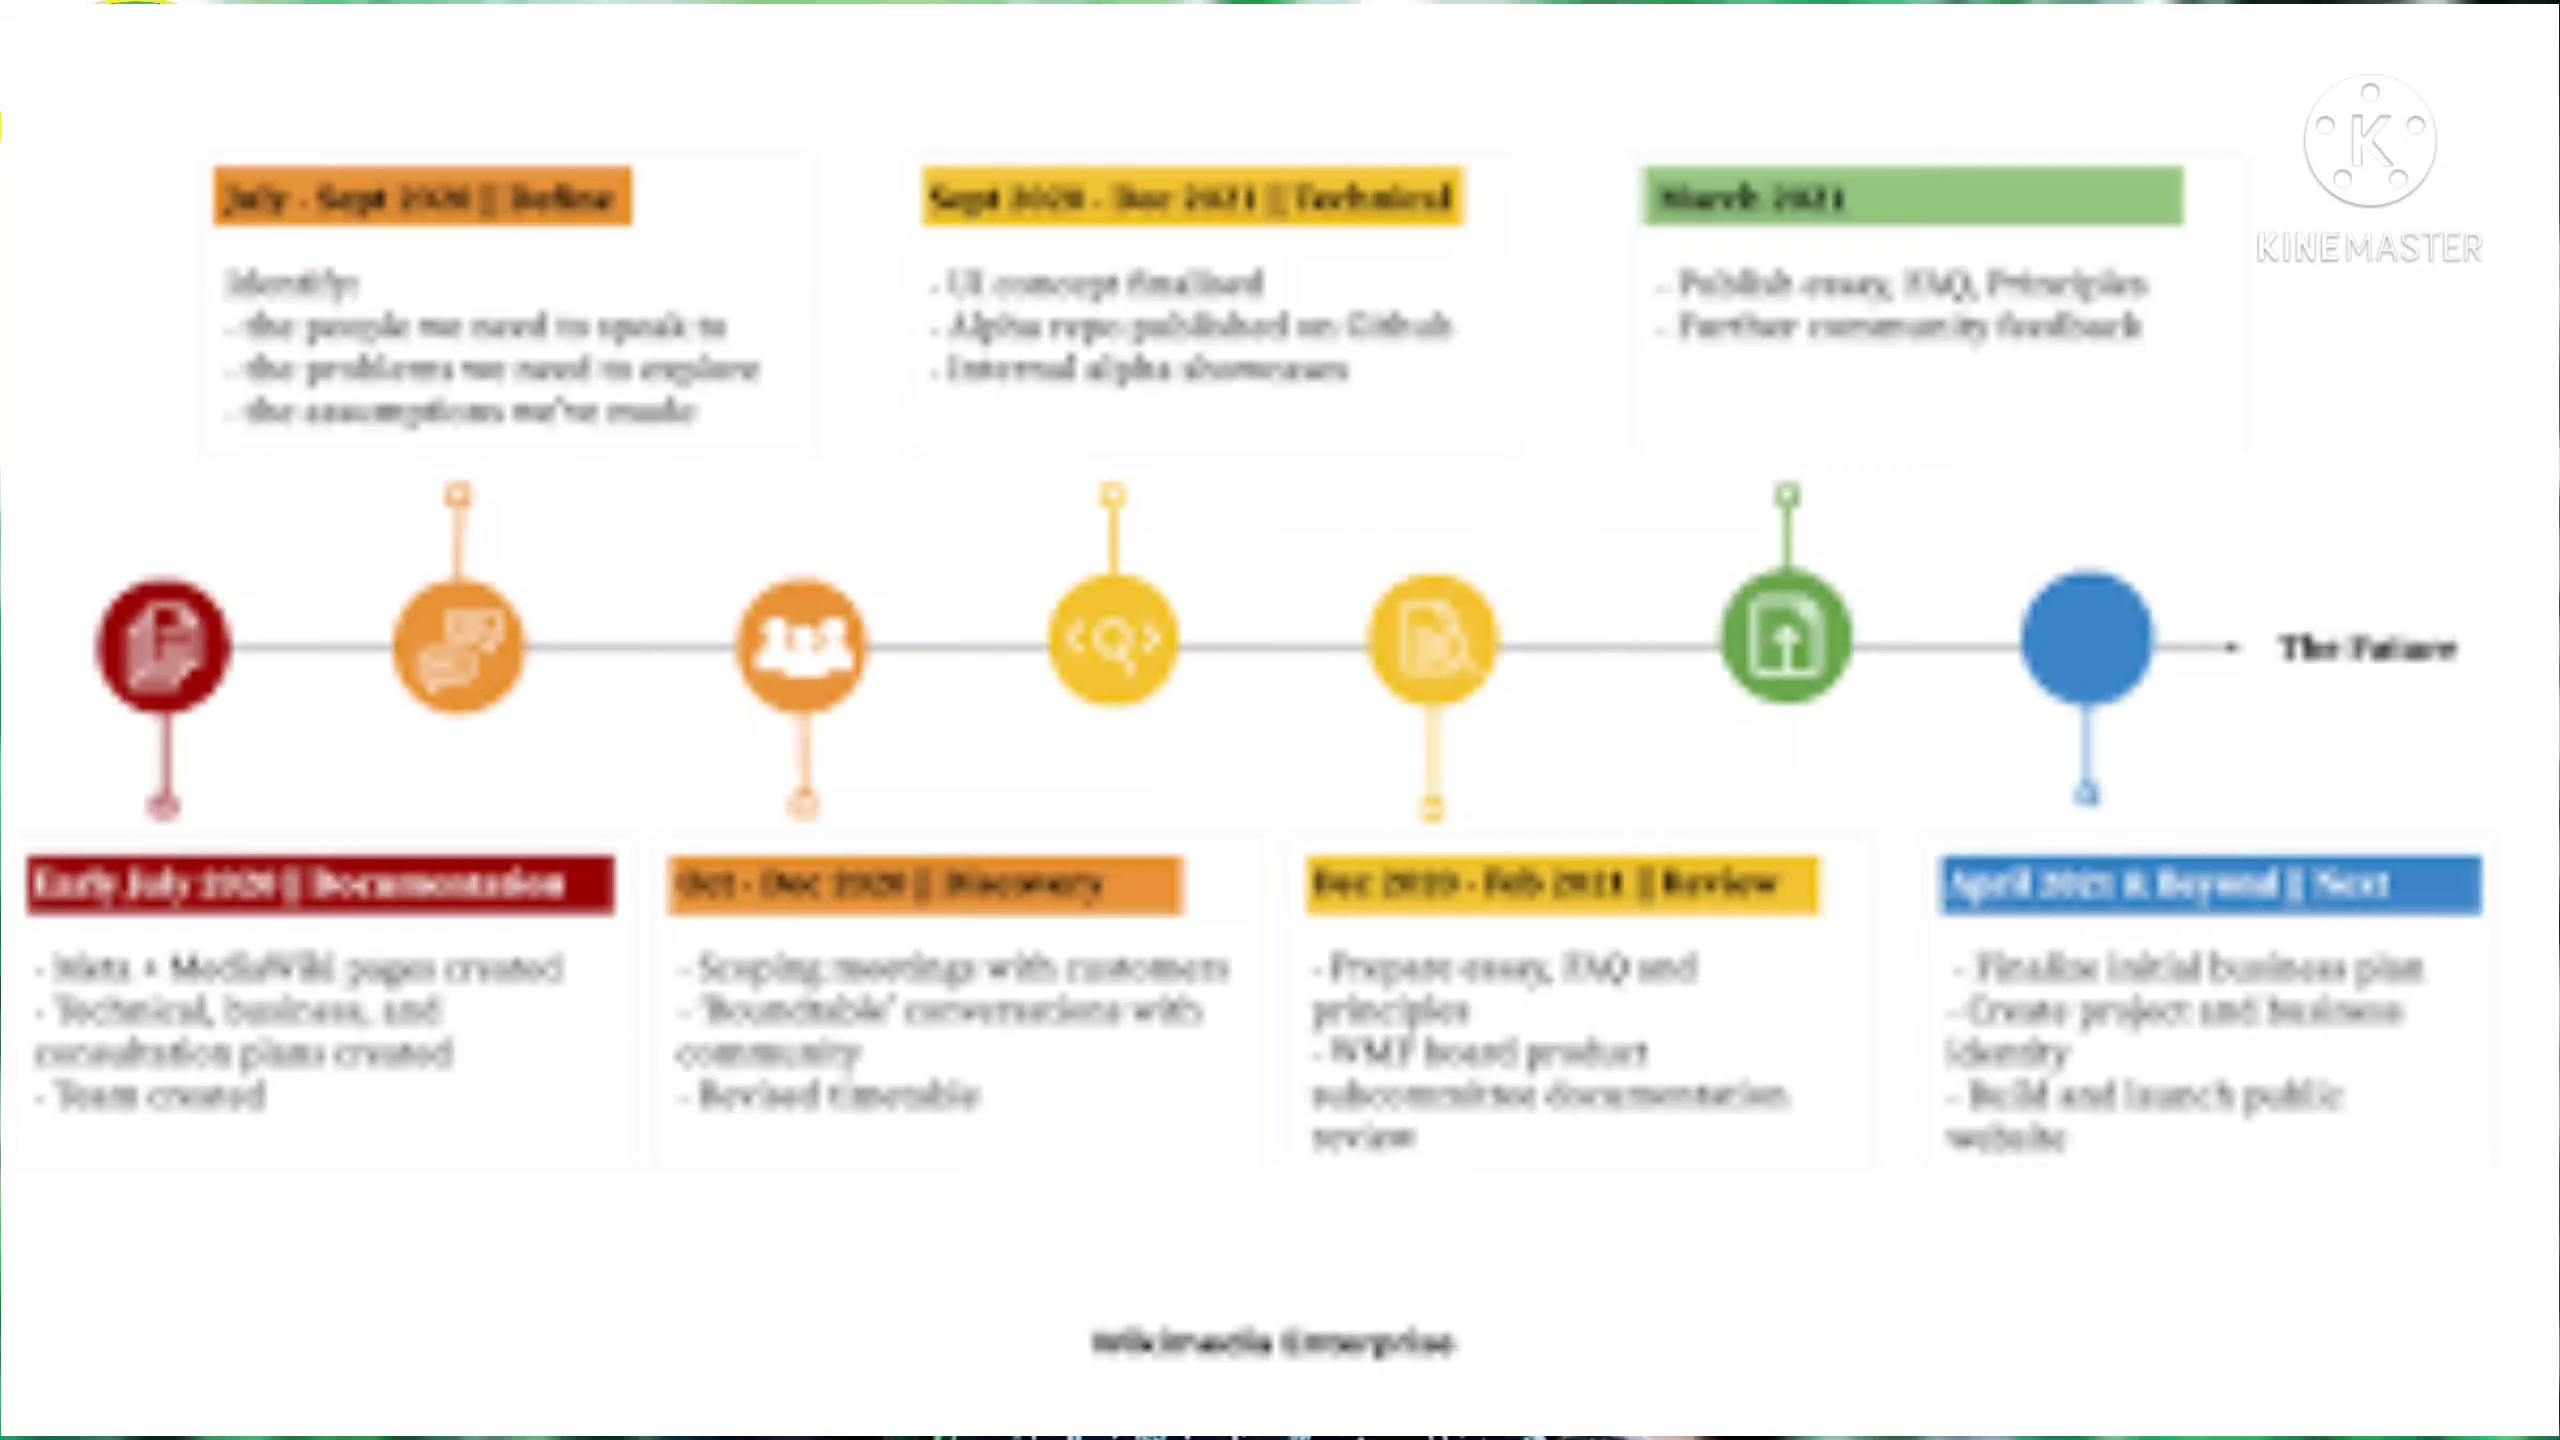 July - Sept 2020 || Define
Identify:
- the people we need to speak to
- the problems we need to explore
- the assumptions we've made
Sept 2020 - Dec 2021 || Technical
- UI concept finalised
- Alpha repo published on Github
- Internal alpha showcases
March 2021
- Publish essay, FAQ, Principles
- Further community feedback
KINEMASTER
The Future
Early July 2020 || Documentation
- Meta + MediaWiki pages created
- Technical, business, and
consultation plans created
- Team created
Oct - Dec 2020 || Discovery
- Scoping meetings with customers
- 'Roundtable' conversations with
community
- Revised timetable
Dec - Feb 2021 || Review
- Prepare essay, FAQ and
principles
- WMF board product
subcommittee documentation
review
April 2021 & Beyond || Next
- Finalise initial business plan
- Create project and business
identity
- Build and launch public
website
Wikimedia Enterprise